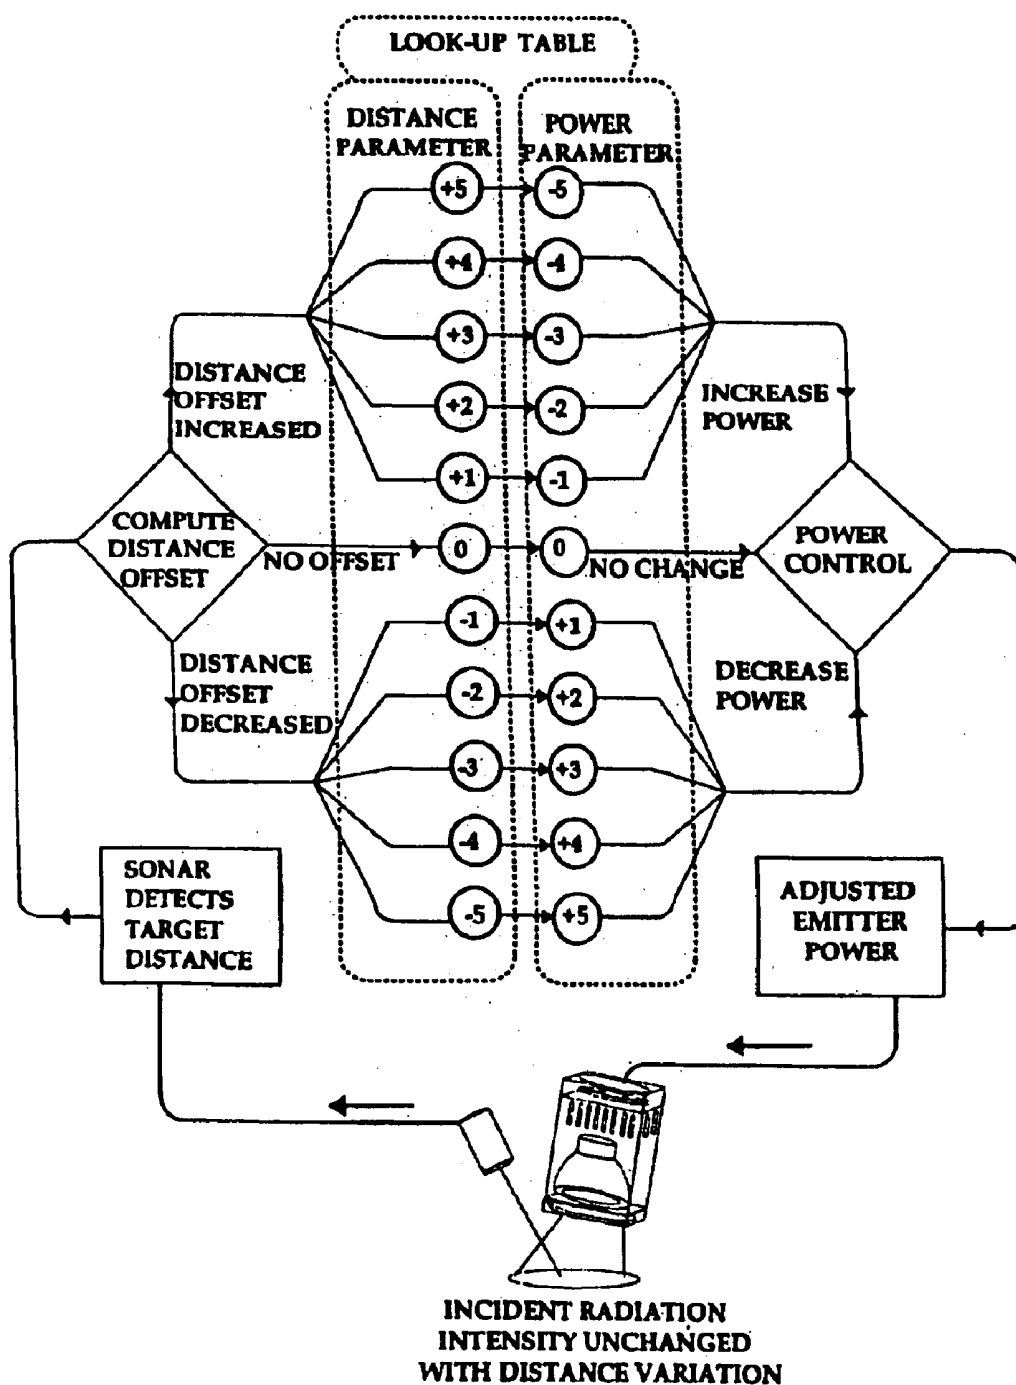 LOOK-UP TABLE
DISTANCE
PARAMETER
POWER
PARAMETER
+5
-5
+4
-4
+3
-3
+2
-2
+1
-1
DISTANCE
OFFSET
INCREASED
INCREASE
POWER
COMPUTE
DISTANCE
OFFSET
NO OFFSET
0
0
NO CHANGE
POWER
CONTROL
-1
+1
-2
+2
-3
+3
-4
+4
-5
+5
DISTANCE
OFFSET
DECREASED
DECREASE
POWER
SONAR
DETECTS
TARGET
DISTANCE
ADJUSTED
EMITTER
POWER
INCIDENT RADIATION
INTENSITY UNCHANGED
WITH DISTANCE VARIATION